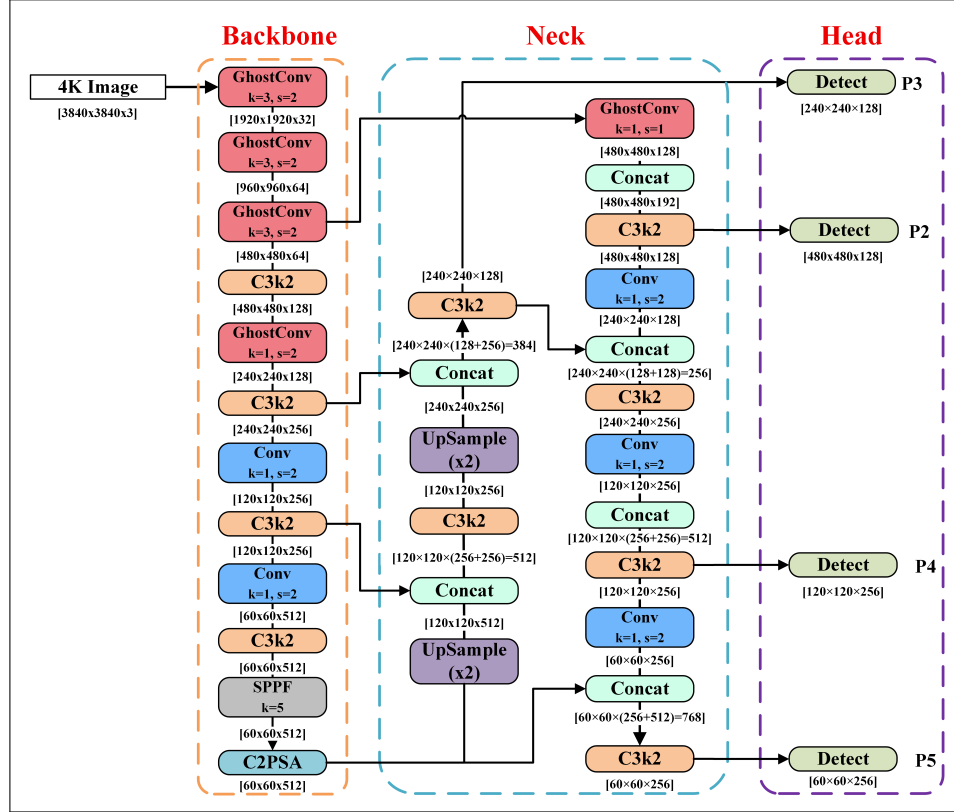 Backbone
Neck
Head
4K Image
[3840x3840x3]
GhostConv
k=3, s=2
[1920x1920x32]
GhostConv
k=3, s=2
[960x960x64]
GhostConv
k=3, s=2
[480x480x64]
C3k2
[480x480x128]
GhostConv
k=1, s=2
[240x240x128]
C3k2
[240x240x256]
Conv
k=1, s=2
[120x120x256]
C3k2
[120x120x256]
Conv
k=1, s=2
[60x60x512]
C3k2
[60x60x512]
SPPF
k=5
[60x60x512]
C2PSA
[60x60x512]
[240×240×128]
C3k2
[240×240×(128+256)=384]
Concat
[240x240x256]
UpSample
(x2)
[120x120x256]
C3k2
[120×120×(256+256)=512]
Concat
[120x120x512]
UpSample
(x2)
GhostConv
k=1, s=1
[480x480x128]
Concat
[480x480x192]
C3k2
[480x480x128]
Conv
k=1, s=2
[240×240×128]
Concat
[240×240×(128+128)=256]
C3k2
[240×240×256]
Conv
k=1, s=2
[120×120×256]
Concat
[120×120×(256+256)=512]
C3k2
[120×120×256]
Conv
k=1, s=2
[60×60×256]
Concat
[60×60×(256+512)=768]
C3k2
[60×60×256]
Detect
P3
[240×240×128]
Detect
P2
[480x480x128]
Detect
P4
[120×120×256]
Detect
P5
[60×60×256]